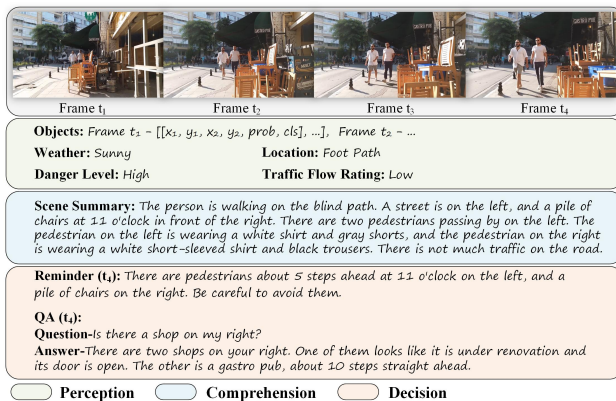 GASTRO PUB
Frame t₁ Frame t₂ Frame t₃ Frame t₄
Objects: Frame t₁ - [[x₁, y₁, x₂, y₂, prob, cls], ...], Frame t₂ - ...
Weather: Sunny Location: Foot Path
Danger Level: High Traffic Flow Rating: Low
Scene Summary: The person is walking on the blind path. A street is on the left, and a pile of
chairs at 11 o'clock in front of the right. There are two pedestrians passing by on the left. The
pedestrian on the left is wearing a white shirt and gray shorts, and the pedestrian on the right
is wearing a white short-sleeved shirt and black trousers. There is not much traffic on the road.
Reminder (t₄): There are pedestrians about 5 steps ahead at 11 o'clock on the left, and a
pile of chairs on the right. Be careful to avoid them.
QA (t₄):
Question-Is there a shop on my right?
Answer-There are two shops on your right. One of them looks like it is under renovation and
its door is open. The other is a gastro pub, about 10 steps straight ahead.
Perception Comprehension Decision